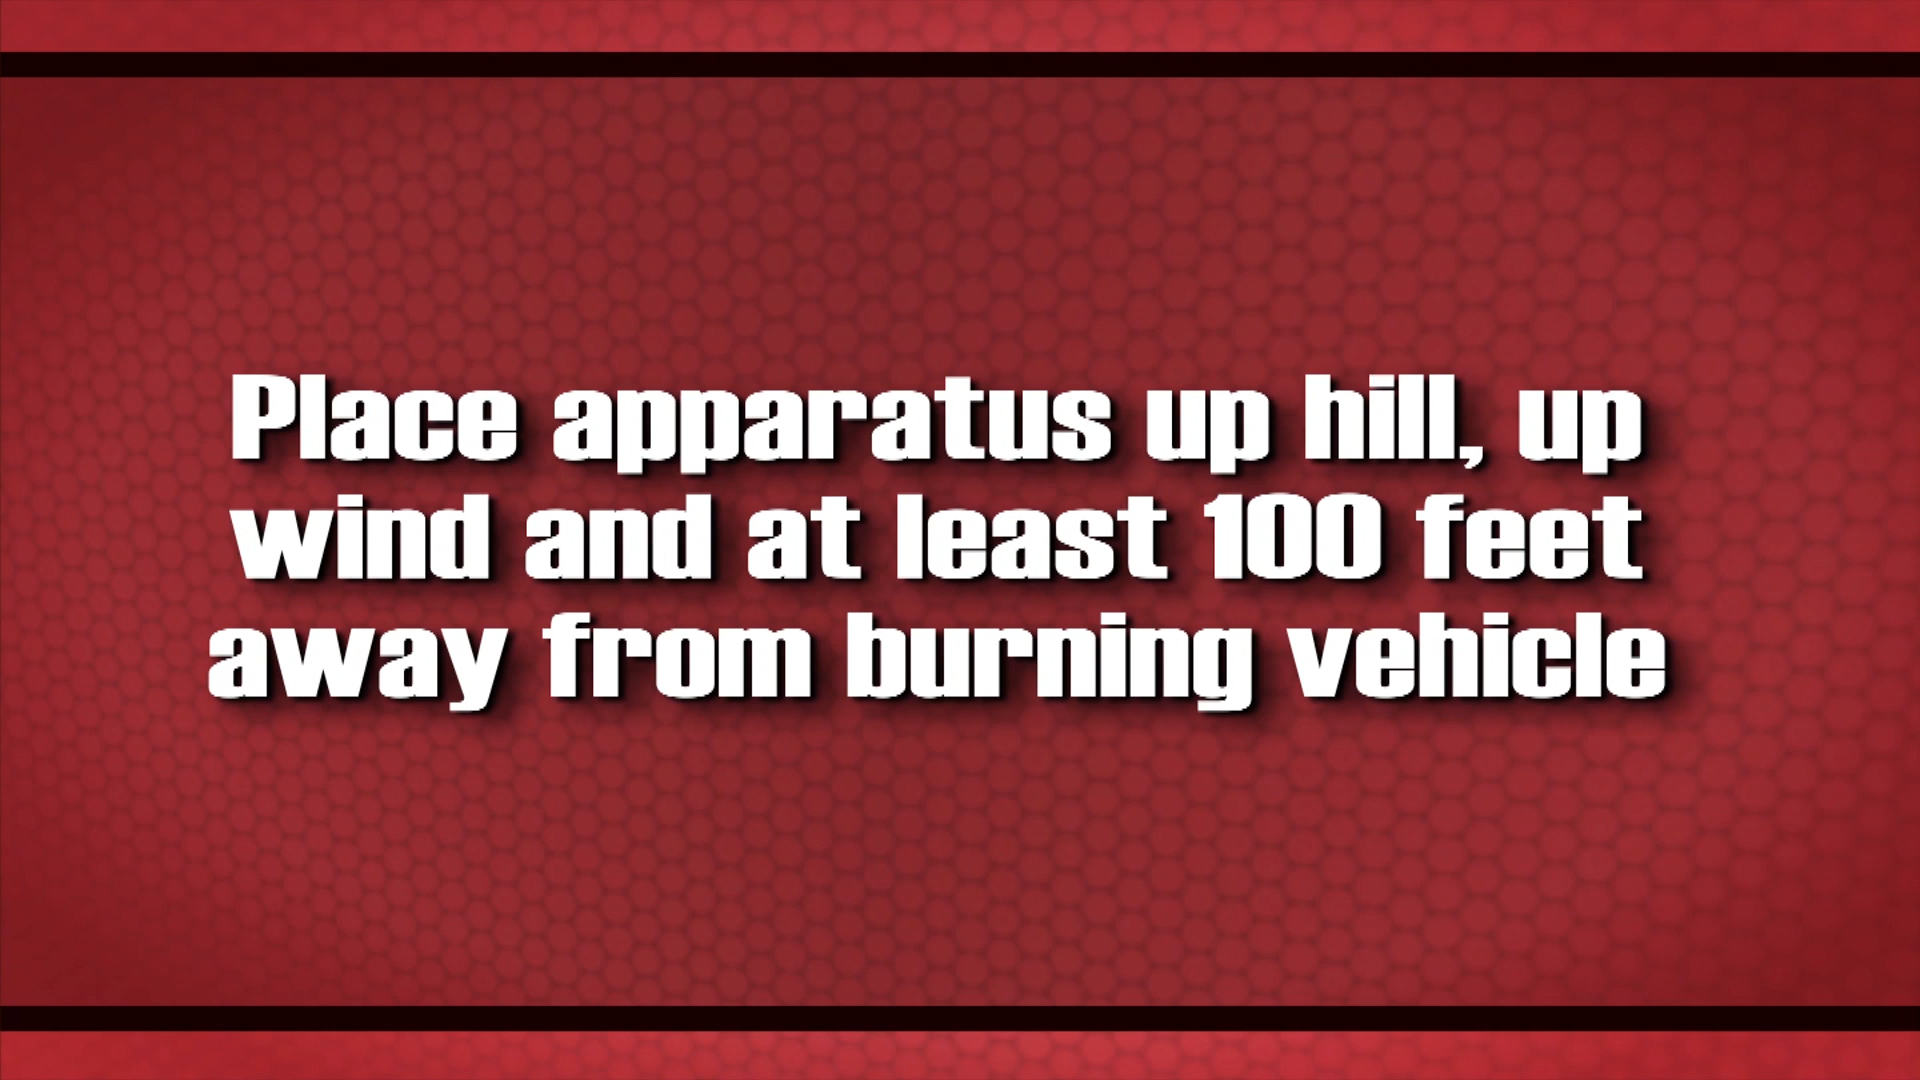 Place apparatus up hill, up
wind and at least 100 feet
away from burning vehicle